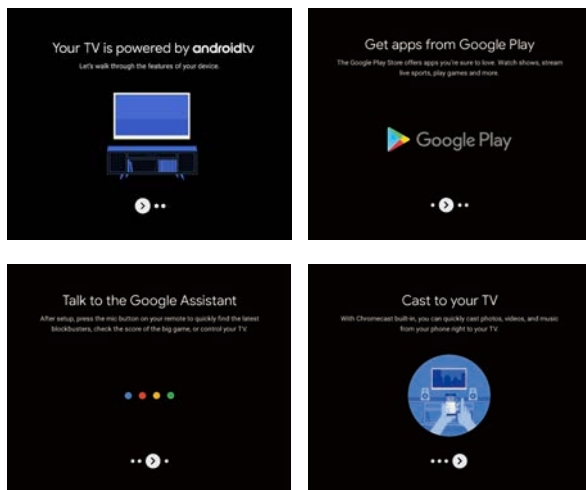 Your TV is powered by androidtv
Let's walk through the features of your device.
Get apps from Google Play
The Google Play Store offers apps you're sure to love. Watch shows, stream
live sports, play games and more.
Google Play
Talk to the Google Assistant
After setup, press the mic button on your remote to quickly find the latest
blockbusters, check the score of the big game, or control your TV.
Cast to your TV
With Chromecast built-in, you can quickly cast photos, videos, and music
from your phone right to your TV.